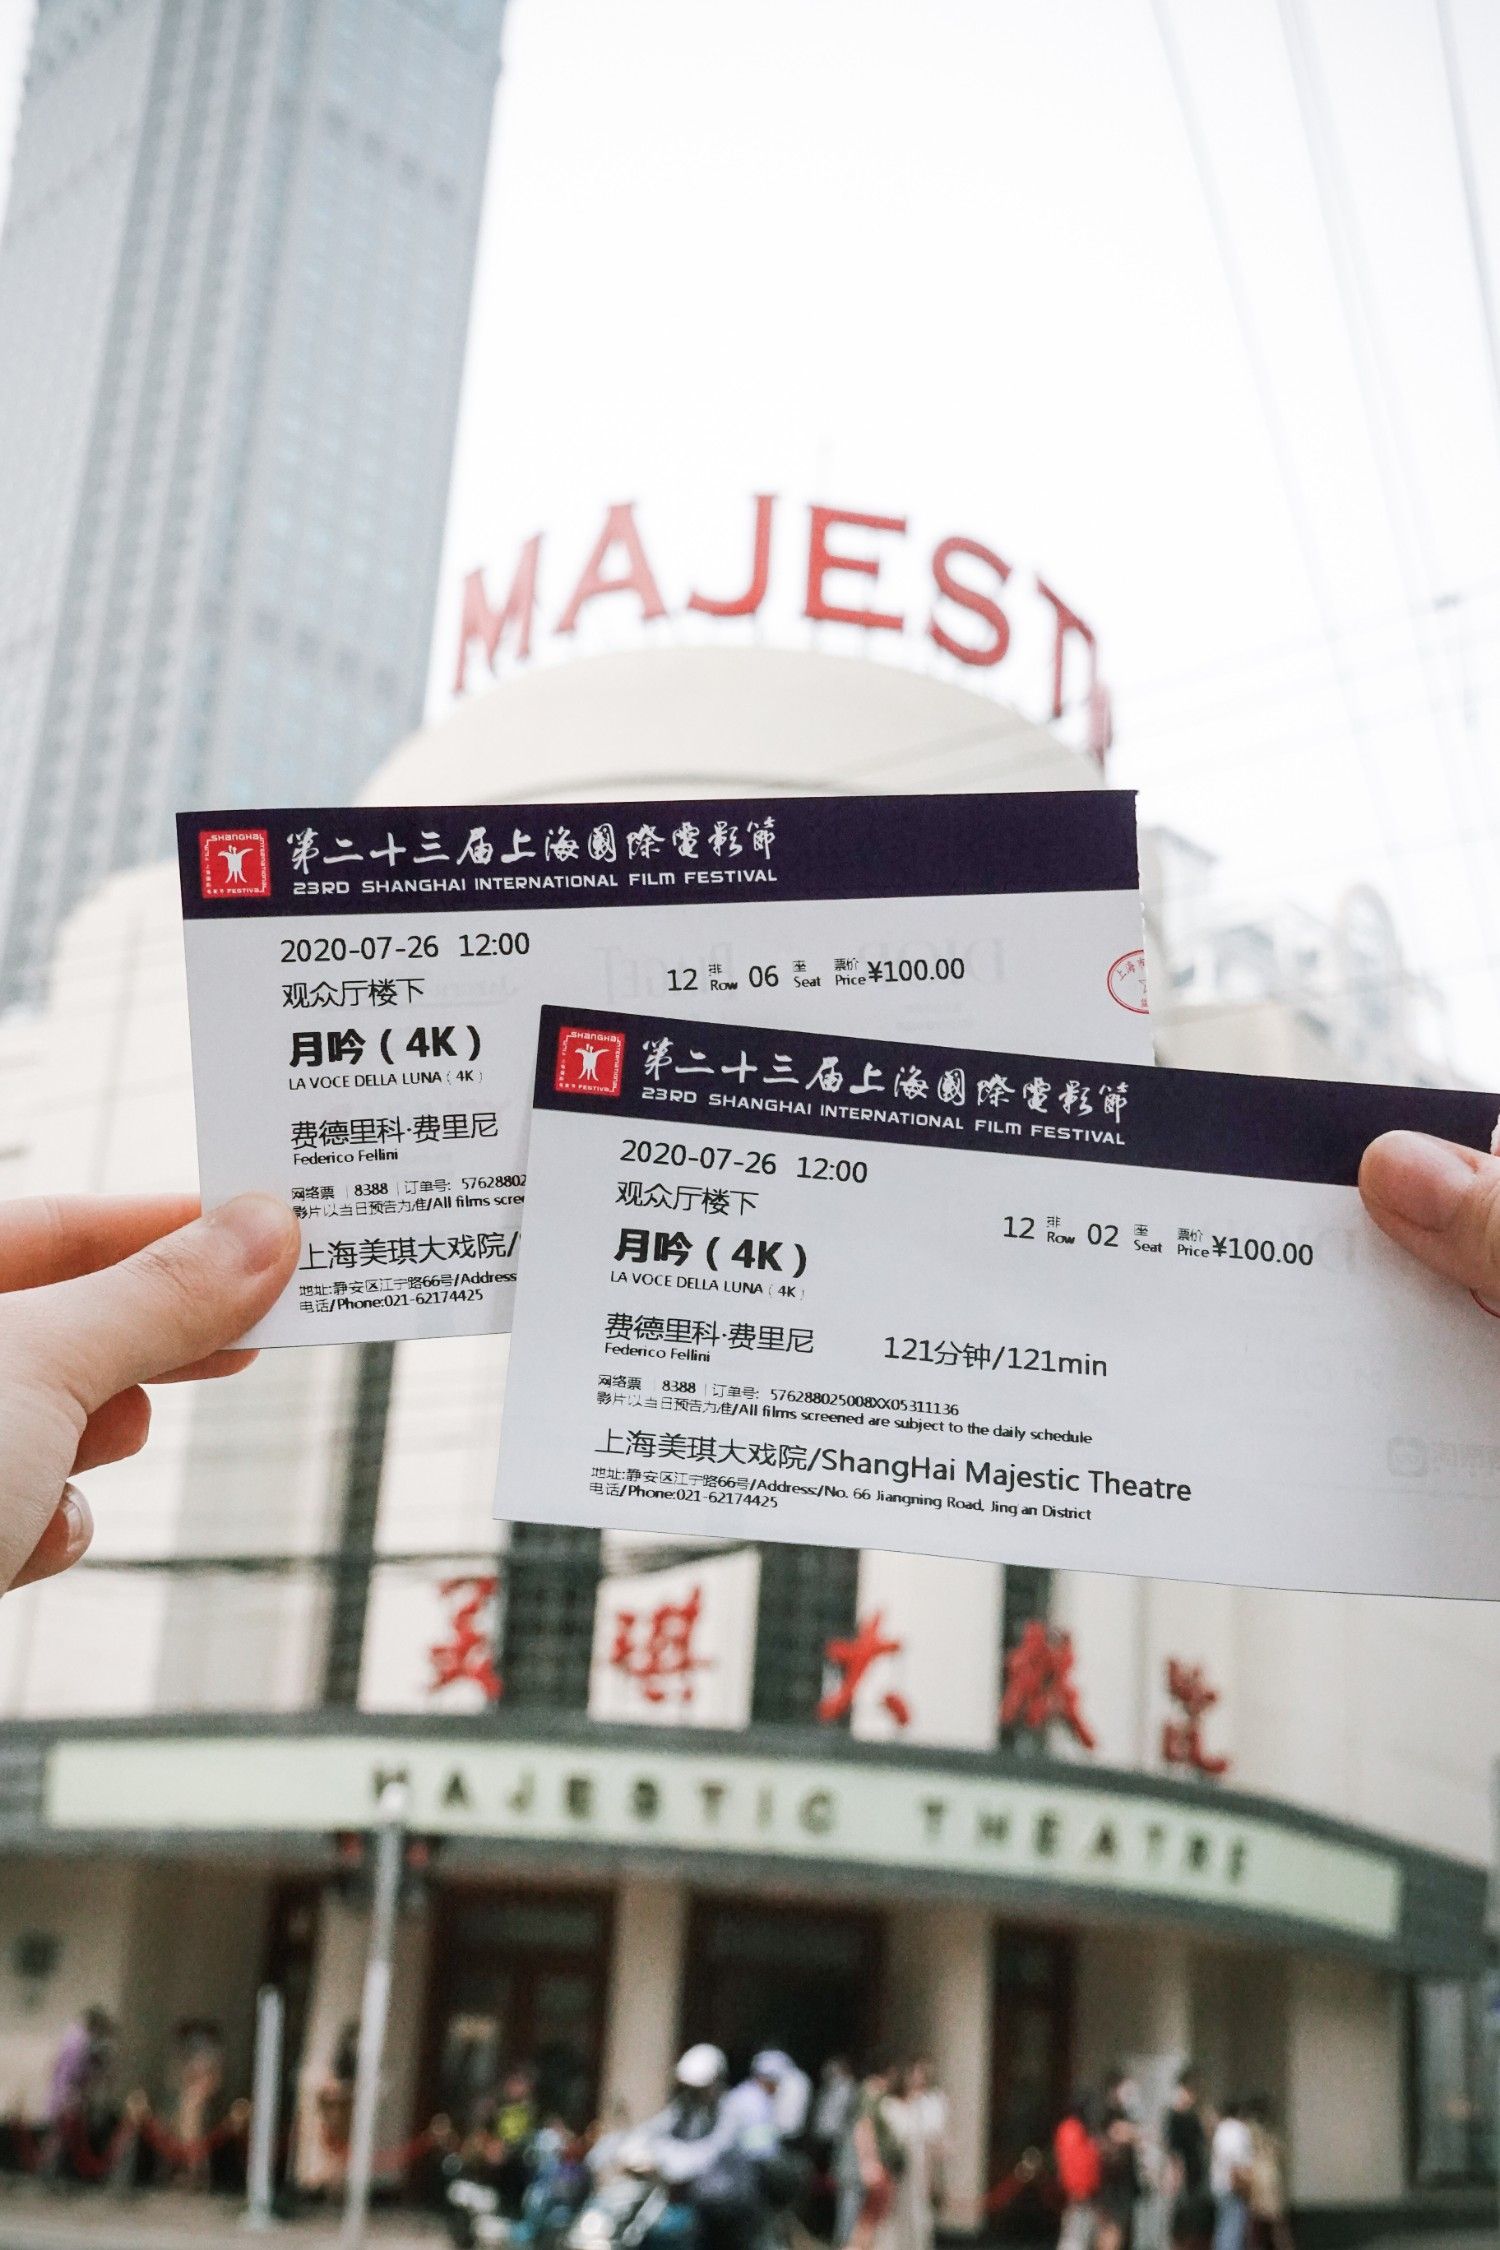 MAJEST
SHANGHAI INTERNATIONAL FILM FESTIVAL
第二十三届上海國際電影節
23RD SHANGHAI INTERNATIONAL FILM FESTIVAL
2020-07-26 12:00
观众厅楼下
12 排 Row 06 座 Seat 票价 Price ¥100.00
月吟（4K）
LA VOCE DELLA LUNA（4K）
费德里科·费里尼
Federico Fellini
网络票 | 8388 | 订单号: 57628802
影片以当日预告为准/All films scree
上海美琪大戏院/
地址:静安区江宁路66号/Address
电话/Phone:021-62174425
SHANGHAI INTERNATIONAL FILM FESTIVAL
第二十三届上海國際電影節
23RD SHANGHAI INTERNATIONAL FILM FESTIVAL
2020-07-26 12:00
观众厅楼下
12 排 Row 02 座 Seat 票价 Price ¥100.00
月吟（4K）
LA VOCE DELLA LUNA（4K）
费德里科·费里尼 121分钟/121min
Federico Fellini
网络票 | 8388 | 订单号: 576288025008XX05311136
影片以当日预告为准/All films screened are subject to the daily schedule
上海美琪大戏院/ShangHai Majestic Theatre
地址:静安区江宁路66号/Address/No. 66 Jiangning Road, Jing an District
电话/Phone:021-62174425
美琪大戲院
MAJESTIC THEATRE